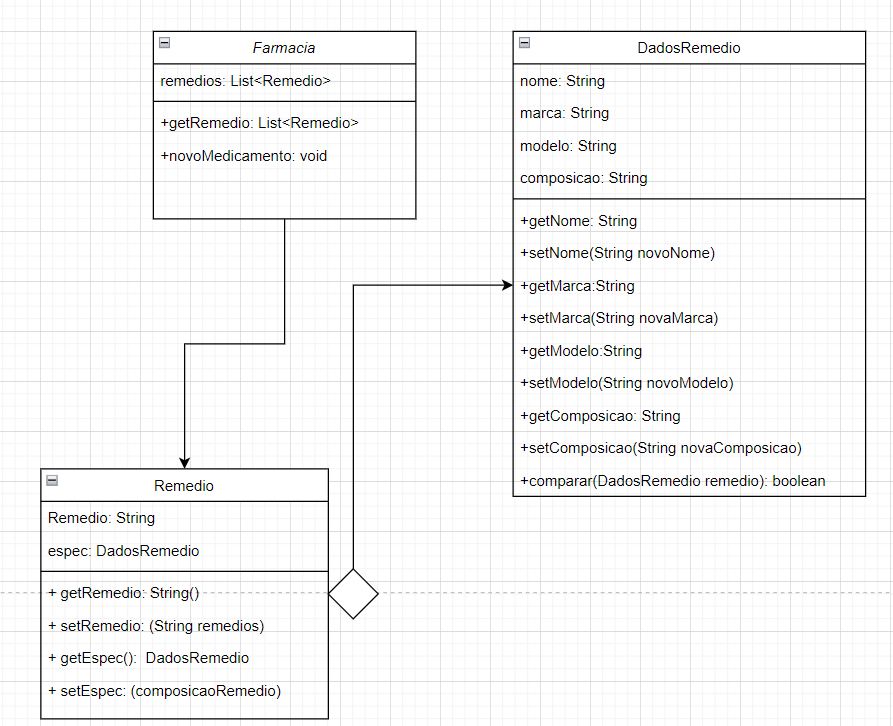 Farmacia
remedios: List<Remedio>
+getRemedio: List<Remedio>
+novoMedicamento: void
DadosRemedio
nome: String
marca: String
modelo: String
composicao: String
+getNome: String
+setNome(String novoNome)
+getMarca:String
+setMarca(String novaMarca)
+getModelo:String
+setModelo(String novoModelo)
+getComposicao: String
+setComposicao(String novaComposicao)
+comparar(DadosRemedio remedio): boolean
Remedio
Remedio: String
espec: DadosRemedio
+ getRemedio: String()
+ setRemedio: (String remedios)
+ getEspec():  DadosRemedio
+ setEspec: (composicaoRemedio)